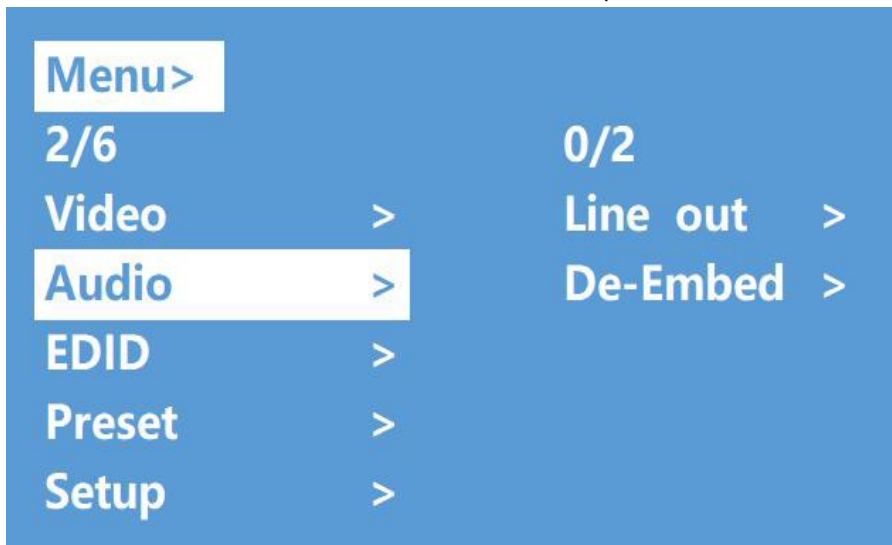 Menu>
2/6 0/2
Video > Line out >
Audio > De-Embed >
EDID >
Preset >
Setup >